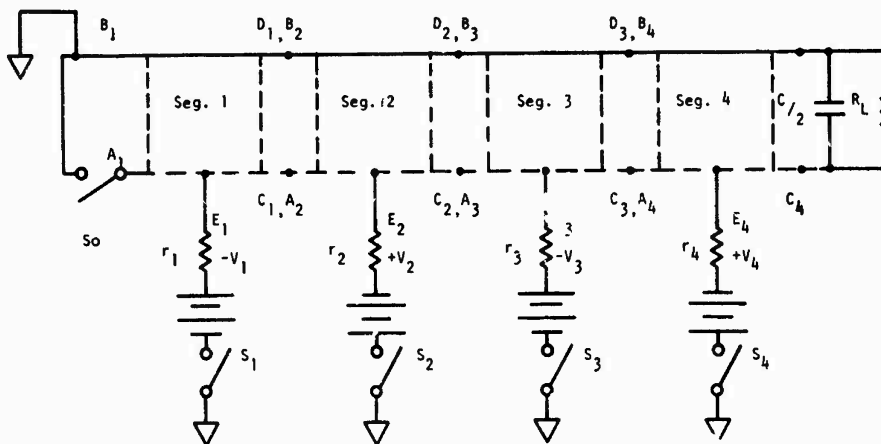 B₁ D₁, B₂ D₂, B₃ D₃, B₄
Seg. 1 Seg. 2 Seg. 3 Seg. 4 C/2 R_L
A₁ C₁, A₂ C₂, A₃ C₃, A₄ C₄
So
E₁ E₂ 3 E₄
r₁ -V₁ r₂ +V₂ r₃ -V₃ r₄ +V₄
S₁ S₂ S₃ S₄